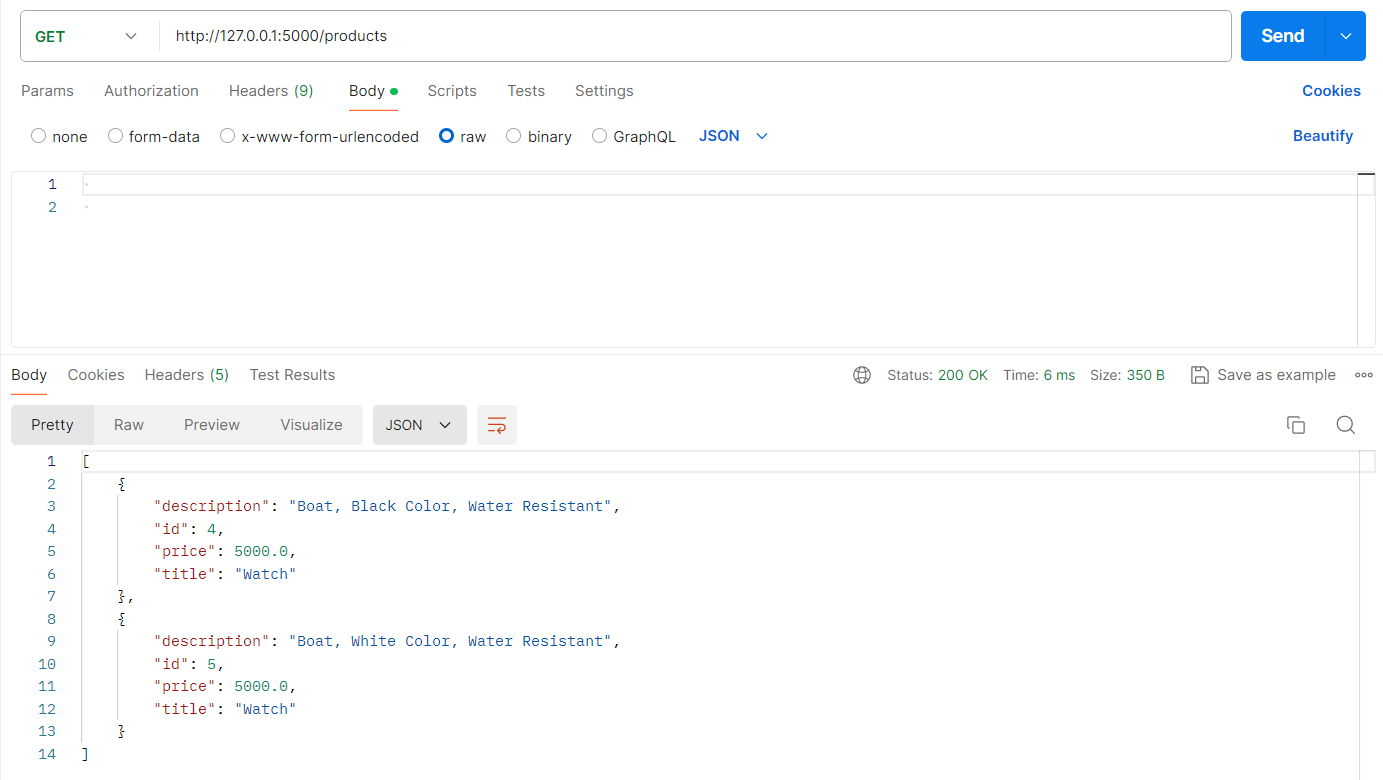 GET http://127.0.0.1:5000/products Send
Params Authorization Headers (9) Body Scripts Tests Settings Cookies
none form-data x-www-form-urlencoded raw binary GraphQL JSON Beautify
1
2
Body Cookies Headers (5) Test Results Status: 200 OK Time: 6 ms Size: 350 B Save as example
Pretty Raw Preview Visualize JSON
1 [
2 {
3 "description": "Boat, Black Color, Water Resistant",
4 "id": 4,
5 "price": 5000.0,
6 "title": "Watch"
7 },
8 {
9 "description": "Boat, White Color, Water Resistant",
10 "id": 5,
11 "price": 5000.0,
12 "title": "Watch"
13 }
14 ]